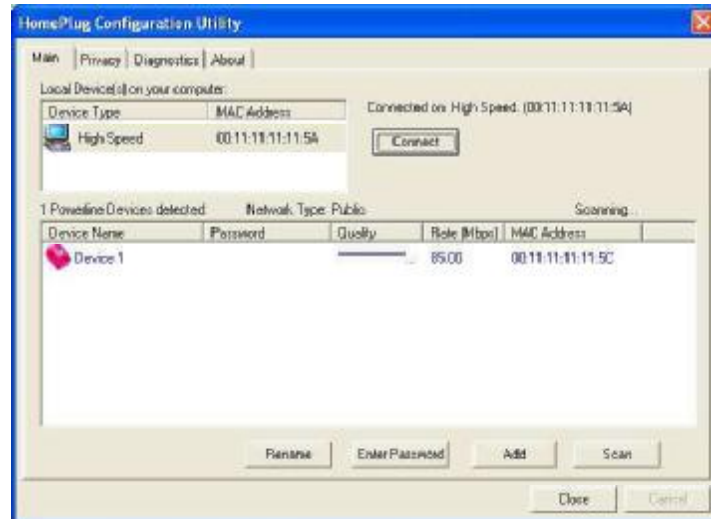 HomePlug Configuration Utility
Main Privacy Diagnostics About
Local Device(s) on your computer:
Device Type MAC Address
High Speed 00:11:11:11:11:5A
Connected on: High Speed: (00:11:11:11:11:5A)
Connect
1 Powerline Devices detected Network Type: Public Scanning...
Device Name Password Quality Rate [Mbps] MAC Address
Device 1 ... 85.00 00:11:11:11:11:5C
Rename Enter Password Add Scan
Close Cancel